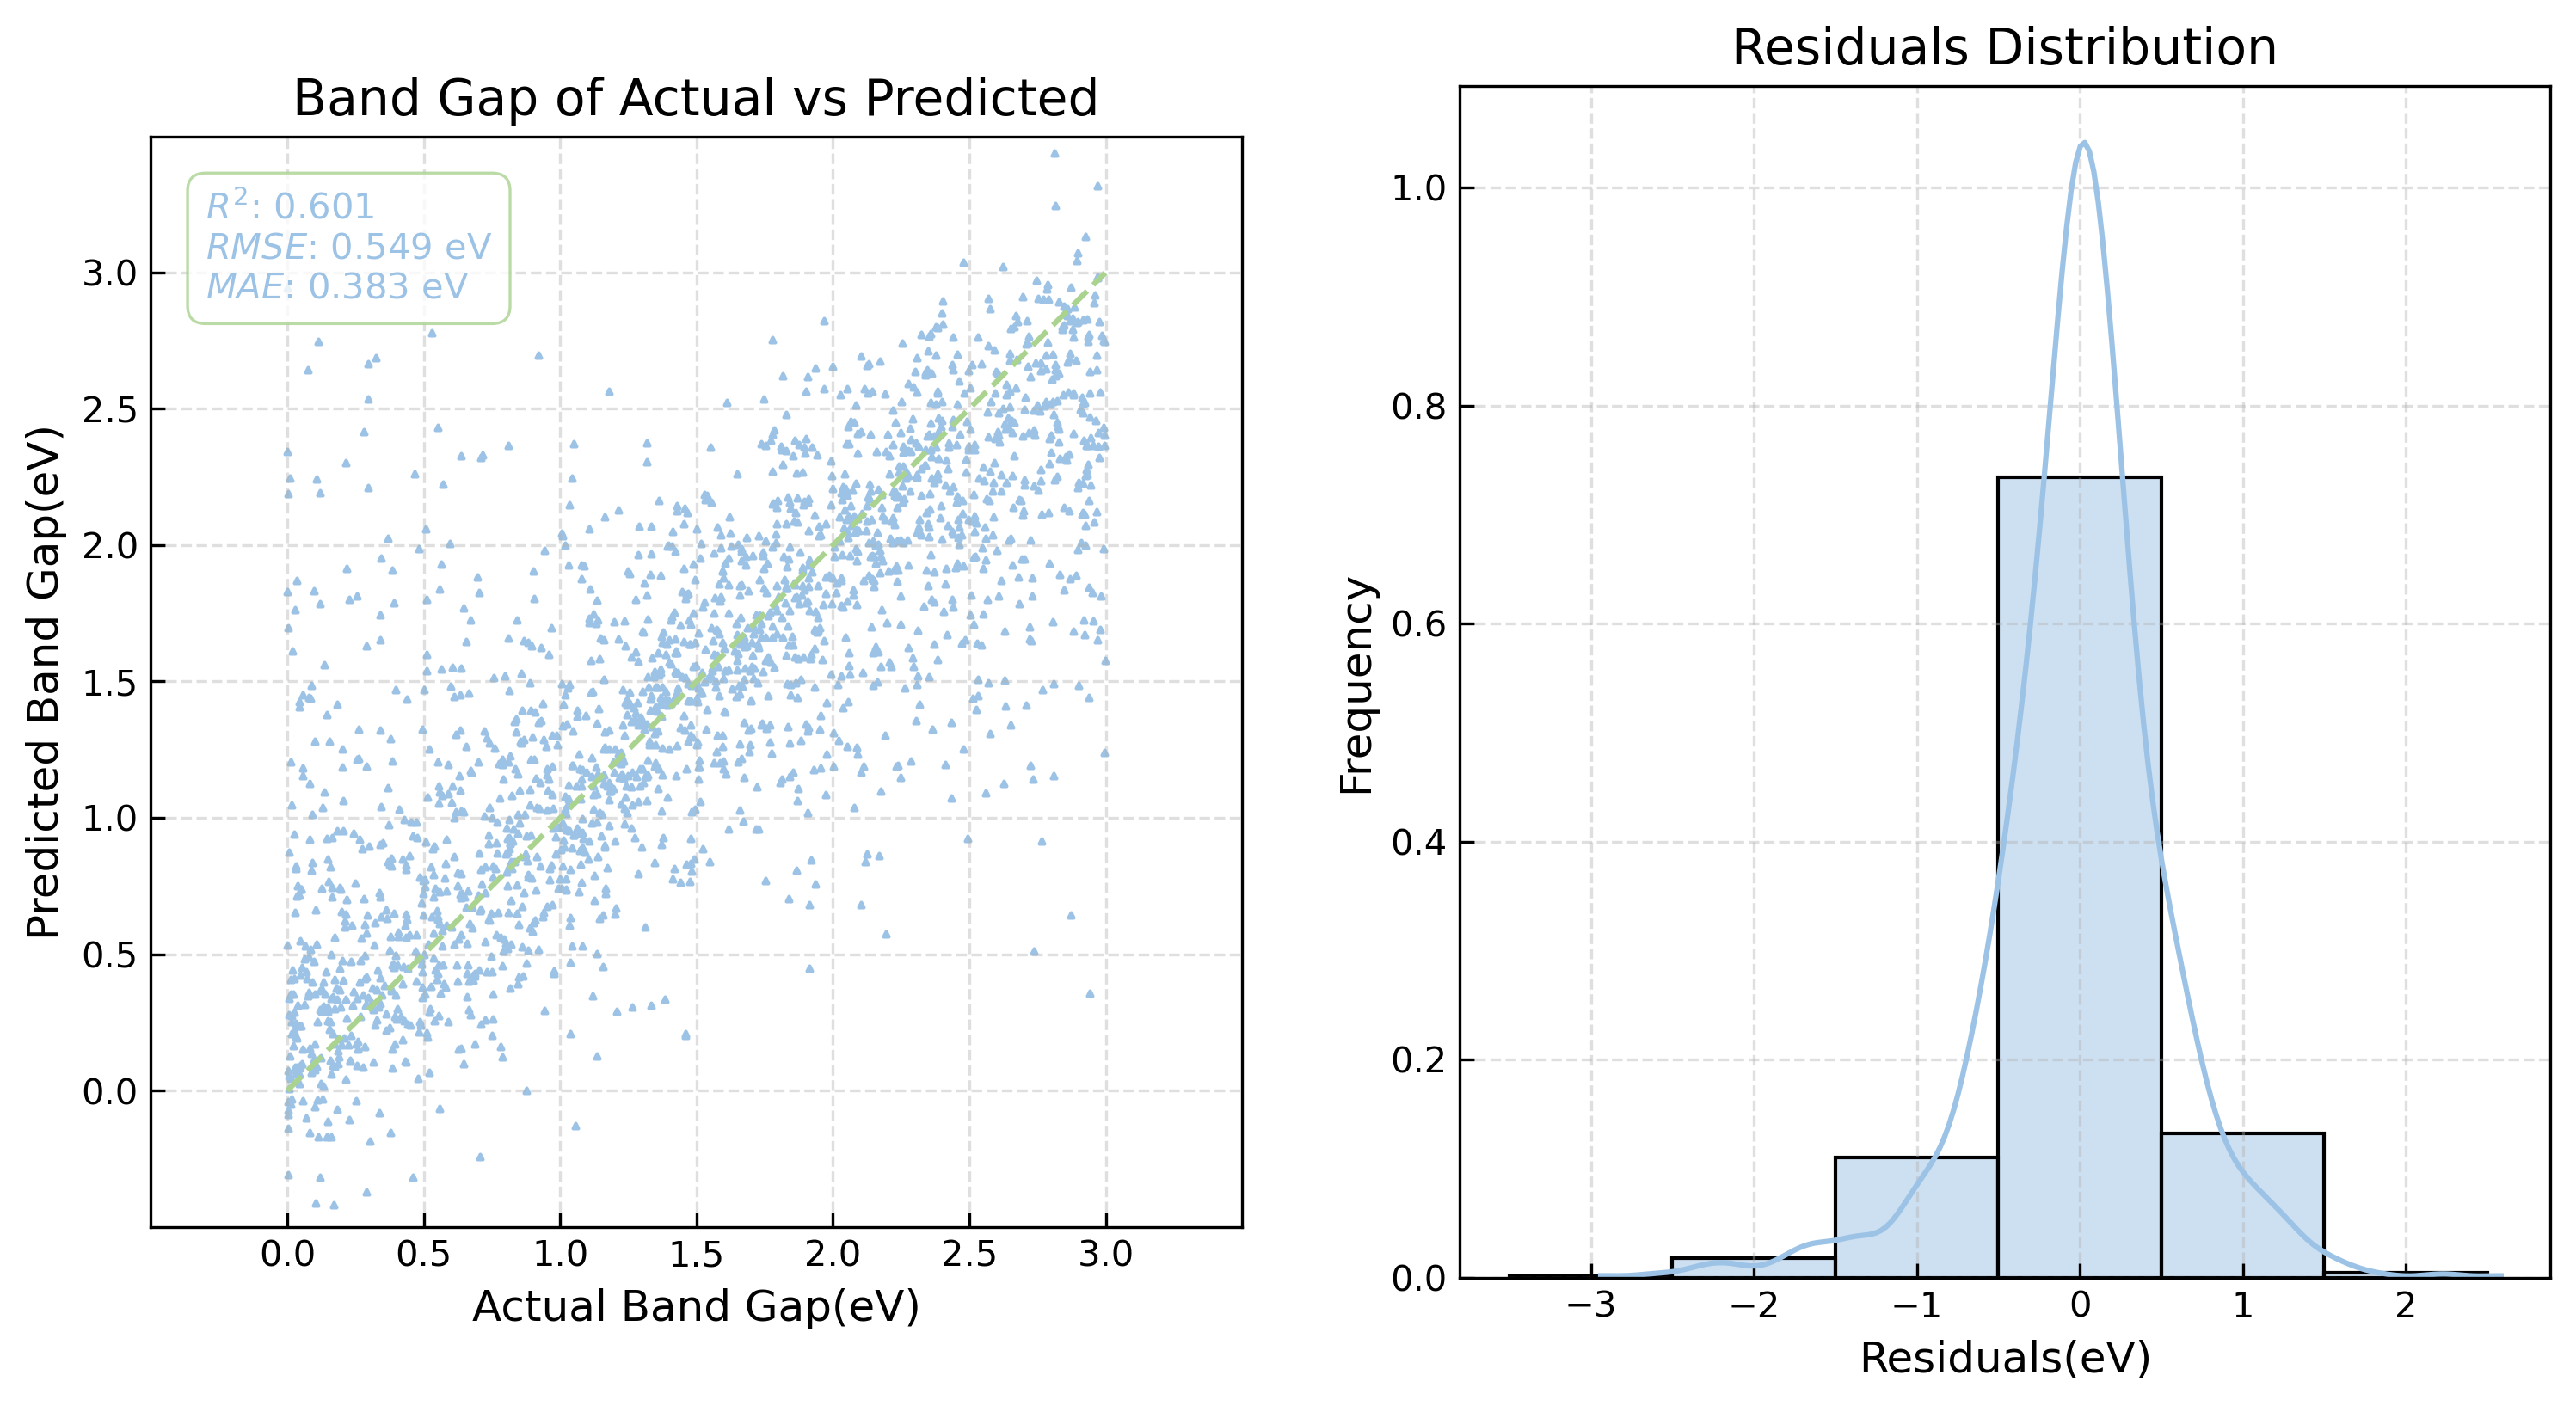 Band Gap of Actual vs Predicted
R²: 0.601
RMSE: 0.549 eV
MAE: 0.383 eV
3.0
2.5
2.0
1.5
1.0
0.5
0.0
Predicted Band Gap(eV)
0.0 0.5 1.0 1.5 2.0 2.5 3.0
Actual Band Gap(eV)
Residuals Distribution
1.0
0.8
0.6
0.4
0.2
0.0
Frequency
−3 −2 −1 0 1 2
Residuals(eV)